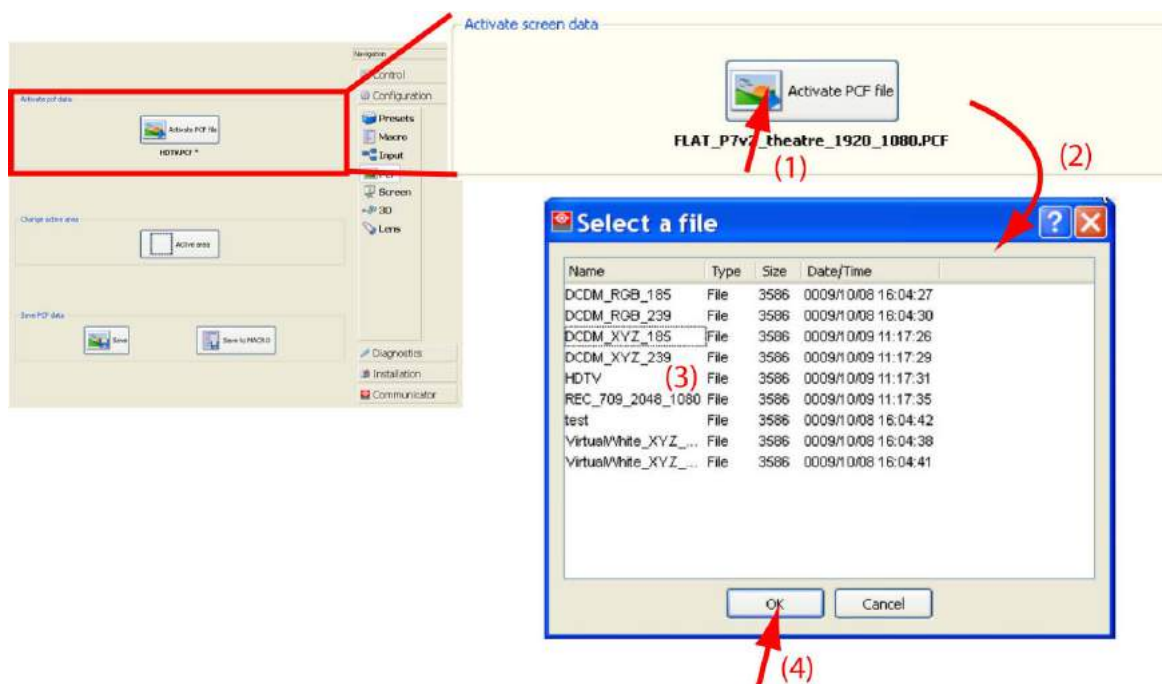 Activate screen data
Activate PCF file
FLAT_P7v2_theatre_1920_1080.PCF
(1)
(2)
Navigation
Control
Configuration
Presets
Macro
Input
PCF
Screen
3D
Lens
Diagnostics
Installation
Communicator
Activate pcf data
Activate PCF file
HDTV.PCF *
Change active area
Active area
Save PCF data
Save
Save to MACRO
Select a file
Name Type Size Date/Time
DCDM_RGB_185 File 3586 0009/10/08 16:04:27
DCDM_RGB_239 File 3586 0009/10/08 16:04:30
DCDM_XYZ_185 File 3586 0009/10/09 11:17:26
DCDM_XYZ_239 File 3586 0009/10/09 11:17:29
HDTV File 3586 0009/10/09 11:17:31
(3)
REC_709_2048_1080 File 3586 0009/10/09 11:17:35
test File 3586 0009/10/08 16:04:42
VirtualWhite_XYZ_... File 3586 0009/10/08 16:04:38
VirtualWhite_XYZ_... File 3586 0009/10/08 16:04:41
OK
Cancel
(4)